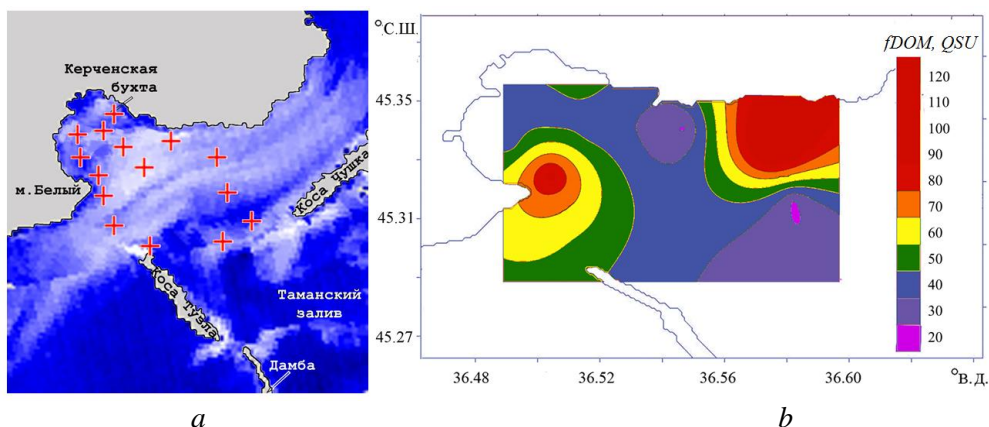 Керченская
бухта
м.Белый
Коса Чушка
Коса Тузла
Таманский
залив
Дамба
a
°С.Ш.
45.35
45.31
45.27
36.48
36.52
36.56
36.60
°В.Д.
fDOM, QSU
120
110
100
90
80
70
60
50
40
30
20
b